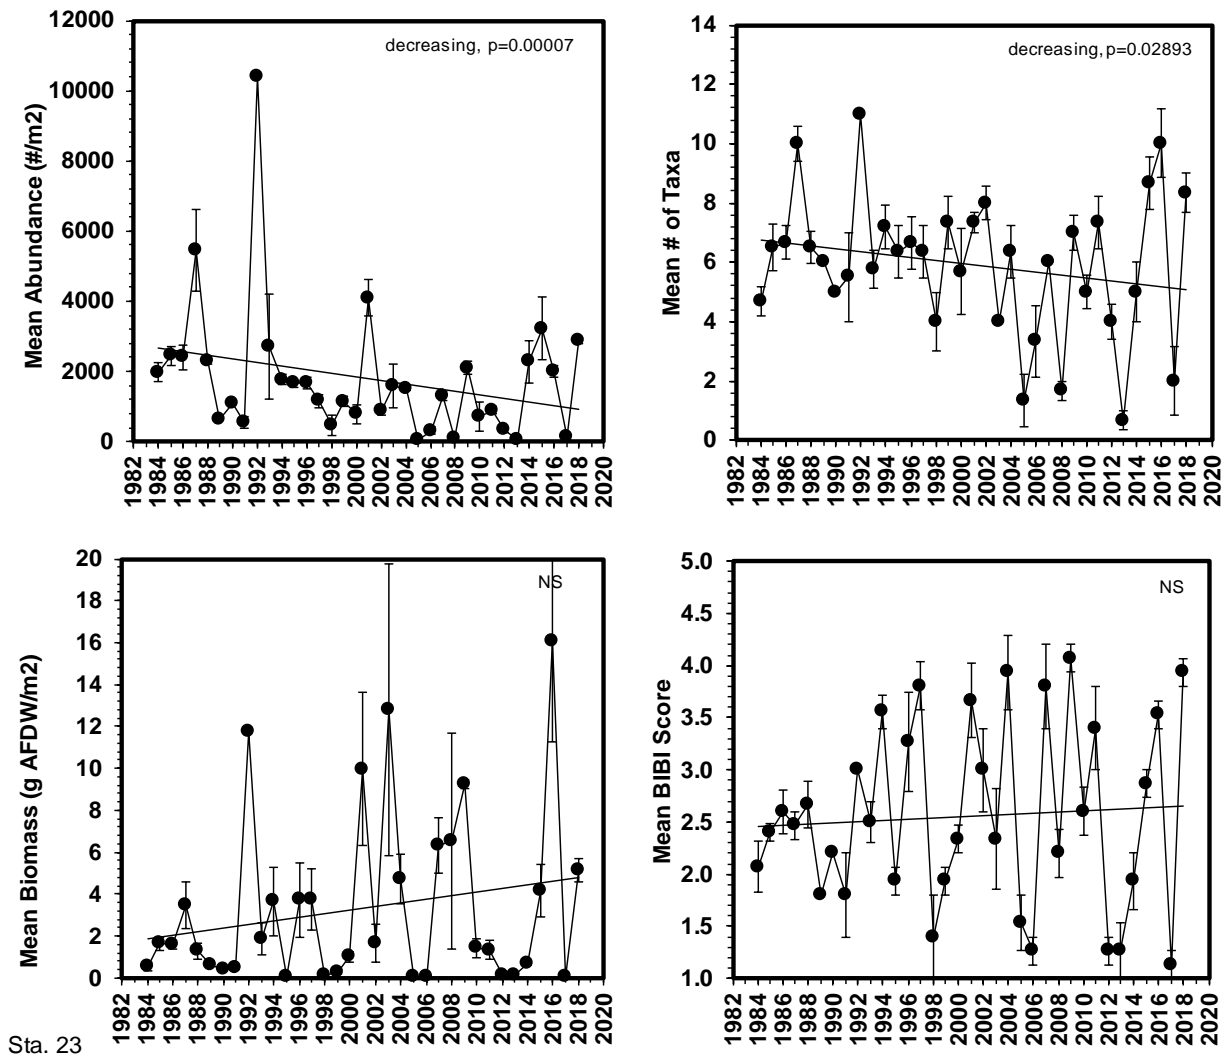 12000
10000
8000
6000
4000
2000
0
Mean Abundance (#/m2)
decreasing, p=0.00007
1982 1984 1986 1988 1990 1992 1994 1996 1998 2000 2002 2004 2006 2008 2010 2012 2014 2016 2018 2020
14
12
10
8
6
4
2
0
Mean # of Taxa
decreasing, p=0.02893
1982 1984 1986 1988 1990 1992 1994 1996 1998 2000 2002 2004 2006 2008 2010 2012 2014 2016 2018 2020
20
18
16
14
12
10
8
6
4
2
0
Mean Biomass (g AFDW/m2)
NS
1982 1984 1986 1988 1990 1992 1994 1996 1998 2000 2002 2004 2006 2008 2010 2012 2014 2016 2018 2020
5.0
4.5
4.0
3.5
3.0
2.5
2.0
1.5
1.0
Mean BIBI Score
NS
1982 1984 1986 1988 1990 1992 1994 1996 1998 2000 2002 2004 2006 2008 2010 2012 2014 2016 2018 2020
Sta. 23